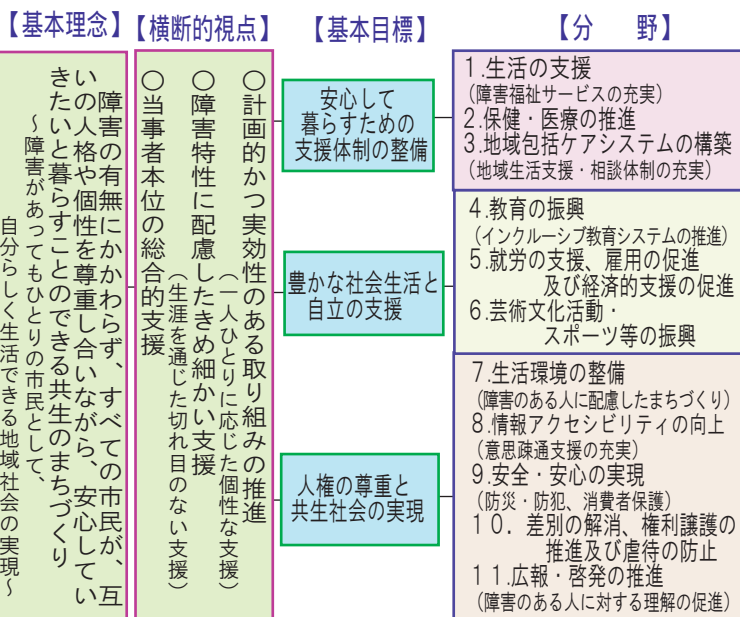 【基本理念】
障害の有無にかかわらず、すべての市民が、互
いの人格や個性を尊重し合いながら、安心してい
きたいと暮らすことのできる共生のまちづくり
～障害があってもひとりの市民として、
自分らしく生活できる地域社会の実現～
【横断的視点】
○計画的かつ実効性のある取り組みの推進
（一人ひとりに応じた個性な支援）
○障害特性に配慮したきめ細かい支援
（生涯を通じた切れ目のない支援）
○当事者本位の総合的支援
【基本目標】
安心して
暮らすための
支援体制の整備
豊かな社会生活と
自立の支援
人権の尊重と
共生社会の実現
【分　野】
１.生活の支援
（障害福祉サービスの充実）
２.保健・医療の推進
３.地域包括ケアシステムの構築
（地域生活支援・相談体制の充実）
４.教育の振興
（インクルーシブ教育システムの推進）
５.就労の支援、雇用の促進
及び経済的支援の促進
６.芸術文化活動・
スポーツ等の振興
７.生活環境の整備
（障害のある人に配慮したまちづくり）
８.情報アクセシビリティの向上
（意思疎通支援の充実）
９.安全・安心の実現
（防災・防犯、消費者保護）
１０．差別の解消、権利譲護の
推進及び虐待の防止
１１.広報・啓発の推進
（障害のある人に対する理解の促進）